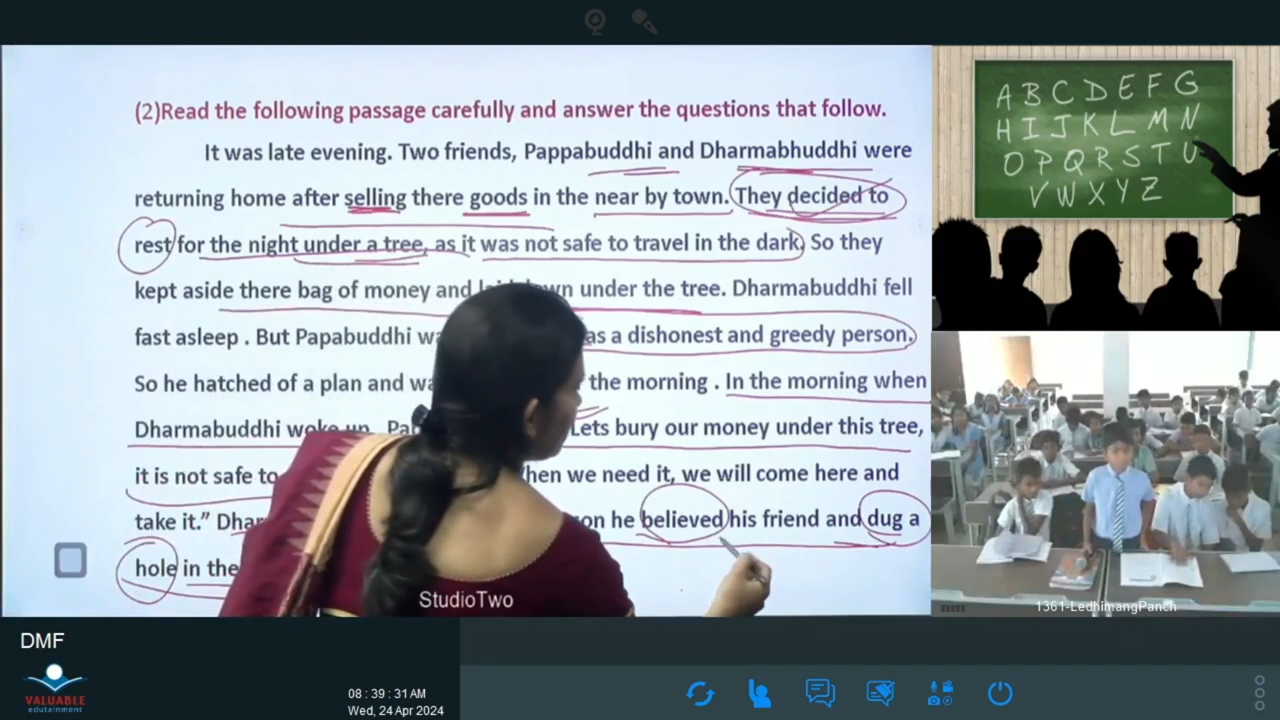 (2)Read the following passage carefully and answer the questions that follow.
It was late evening. Two friends, Pappabuddhi and Dharmabhuddhi were
returning home after selling there goods in the near by town. They decided to
rest for the night under a tree, as it was not safe to travel in the dark. So they
kept aside there bag of money and under the tree. Dharmabuddhi fell
fast asleep . But Papabuddhi as a dishonest and greedy person.
So he hatched of a plan and the morning . In the morning when
Dharmabuddhi woke up, Lets bury our money under this tree,
it is not safe to hen we need it, we will come here and
take it.” he believed his friend and dug a
hole in the
StudioTwo
A B C D E F G
H I J K L M N
O P Q R S T U
V W X Y Z
1361-LedhimangPanch
DMF
VALUABLE
edutainment
08 : 39 : 31 AM
Wed, 24 Apr 2024